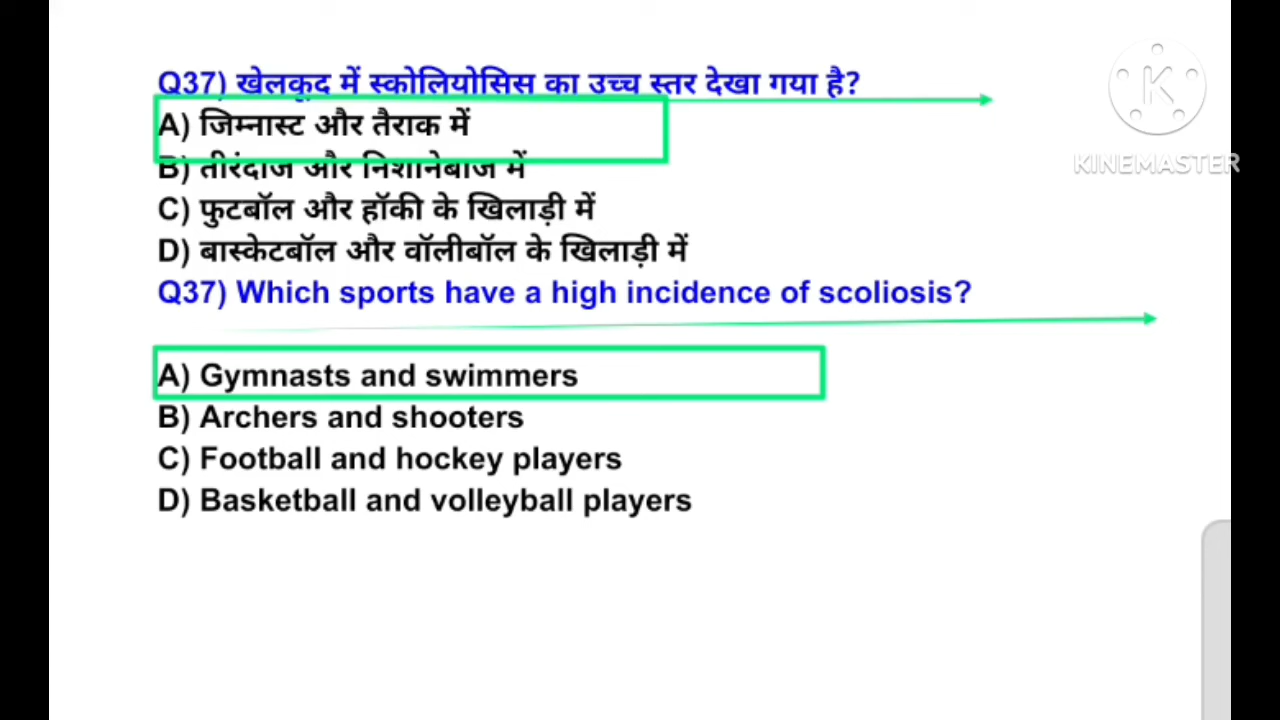 Q37) खेलकूद में स्कोलियोसिस का उच्च स्तर देखा गया है?
A) जिम्नास्ट और तैराक में
B) तीरंदाज और निशानेबाज में
C) फुटबॉल और हॉकी के खिलाड़ी में
D) बास्केटबॉल और वॉलीबॉल के खिलाड़ी में
Q37) Which sports have a high incidence of scoliosis?
A) Gymnasts and swimmers
B) Archers and shooters
C) Football and hockey players
D) Basketball and volleyball players
K
KINEMASTER